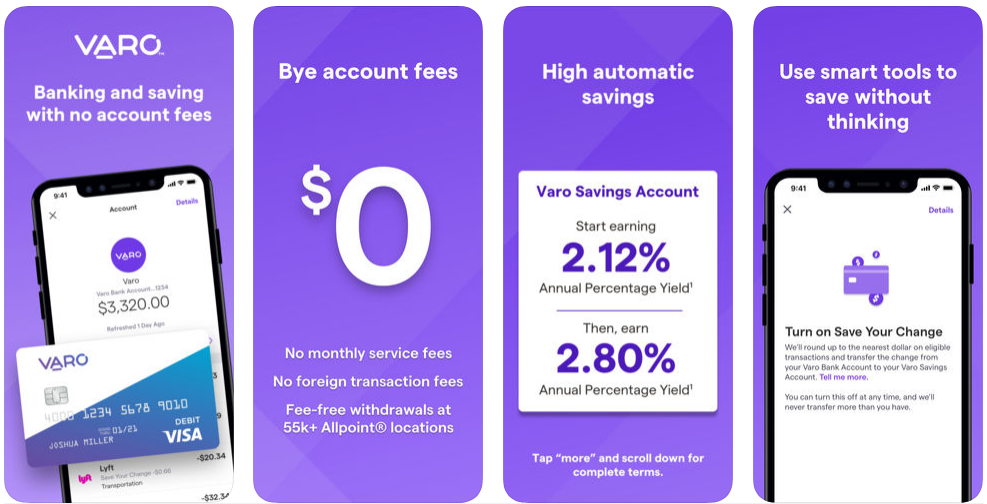 VARO™
Banking and saving
with no account fees
9:41
Account
Details
VARO
Varo
Varo Bank Account...1234
$3,320.00
Refreshed 1 Day Ago
VARO
4000 1234 5678 9010
01/21
DEBIT
JOSHUA MILLER
VISA
-$20.34
Lyft
Save Your Change -$0.66
Transportation
-$32.34
Bye account fees
$0
No monthly service fees
No foreign transaction fees
Fee-free withdrawals at
55k+ Allpoint® locations
High automatic
savings
Varo Savings Account
Start earning
2.12%
Annual Percentage Yield¹
Then, earn
2.80%
Annual Percentage Yield¹
Tap “more” and scroll down for
complete terms.
Use smart tools to
save without
thinking
9:41
Details
Turn on Save Your Change
We'll round up to the nearest dollar on eligible
transactions and transfer the change from
your Varo Bank Account to your Varo Savings
Account. Tell me more.
You can turn this off at any time, and we'll
never transfer more than you have.